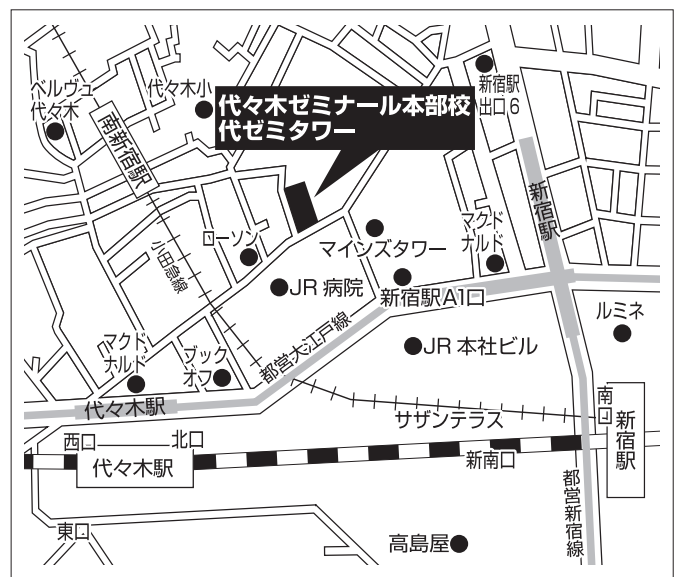 ベルヴュ
代々木
代々木小
新宿駅
出口6
代々木ゼミナール本部校
代ゼミタワー
南新宿駅
新宿駅
ローソン
小田急線
マインズタワー
マクド
ナルド
JR 病院
新宿駅A1口
ルミネ
マクド
ナルド
ブック
オフ
都営大江戸線
JR 本社ビル
代々木駅
サザンテラス
南口
新宿駅
西口
北口
代々木駅
新南口
都営新宿線
東口
高島屋